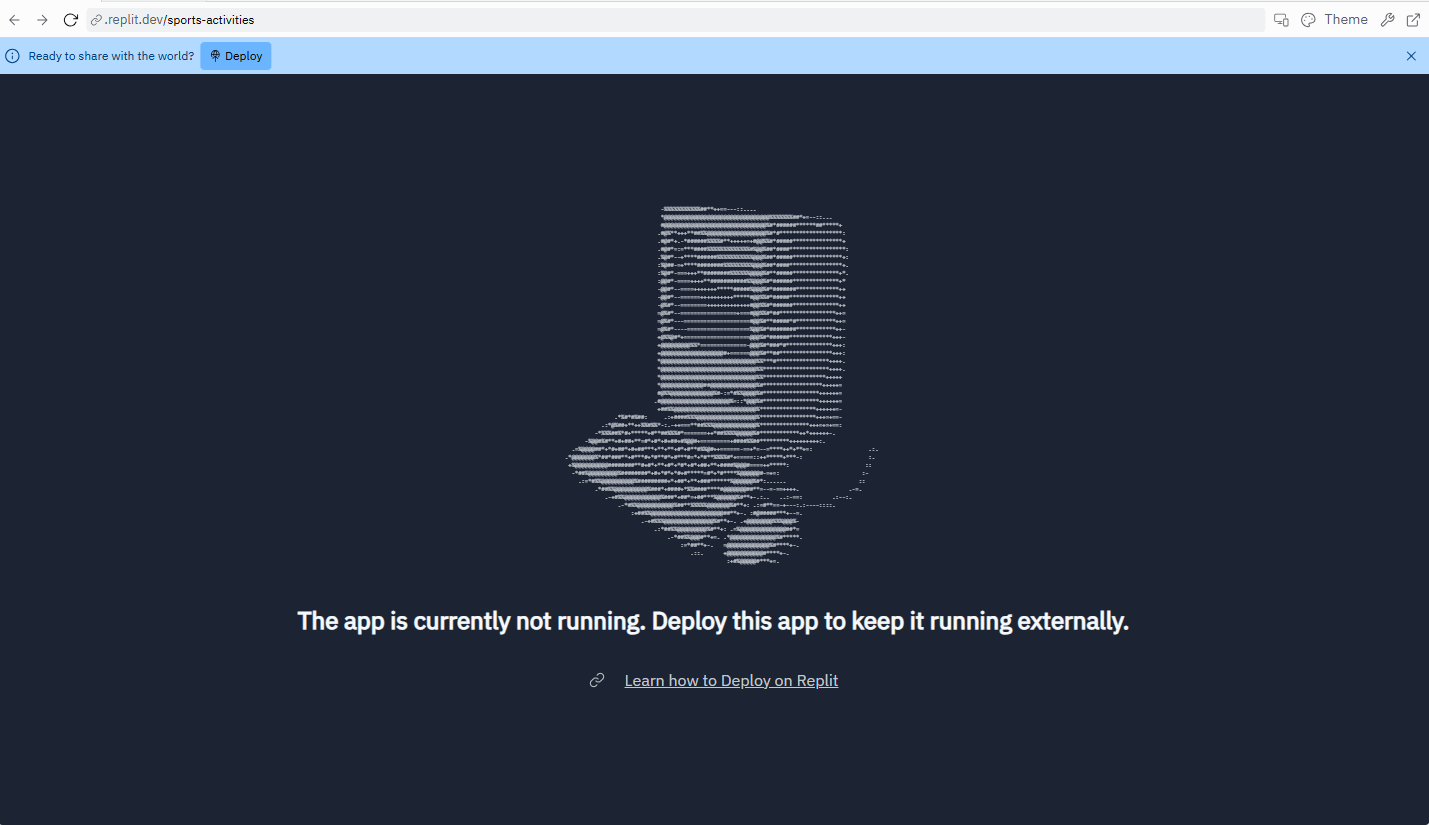 .replit.dev/sports-activities
Theme
Ready to share with the world?
Deploy
The app is currently not running. Deploy this app to keep it running externally.
Learn how to Deploy on Replit